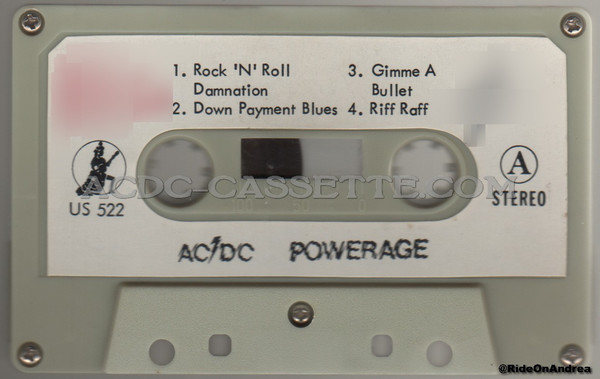 1. Rock 'N' Roll
Damnation
2. Down Payment Blues
3. Gimme A
Bullet
4. Riff Raff
A
STEREO
US 522
ACDC-CASSETTE.COM
AC/DC POWERAGE
@RideOnAndrea